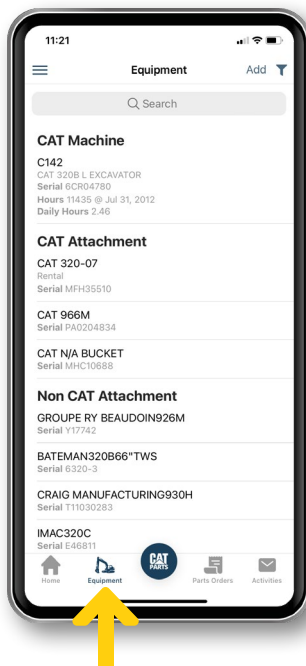 11:21
Equipment
Add
Search
CAT Machine
C142
CAT 320B L EXCAVATOR
Serial 6CR04780
Hours 11435 @ Jul 31, 2012
Daily Hours 2.46
CAT Attachment
CAT 320-07
Rental
Serial MFH35510
CAT 966M
Serial PA0204834
CAT N/A BUCKET
Serial MHC10688
Non CAT Attachment
GROUPE RY BEAUDOIN926M
Serial Y17742
BATEMAN320B66"TWS
Serial 6320-3
CRAIG MANUFACTURING930H
Serial T11030283
IMAC320C
Serial E46811
Home
Equipment
CAT
PARTS
Parts Orders
Activities